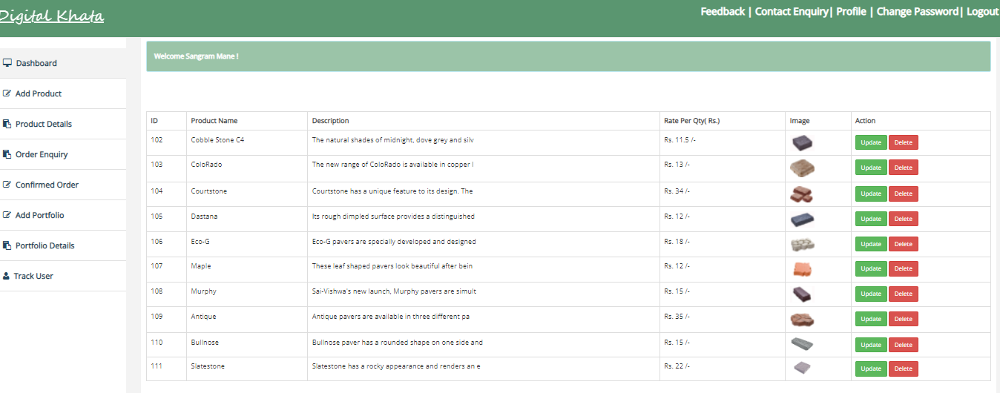 Digital Khata
Feedback | Contact Enquiry| Profile | Change Password| Logout
Dashboard
Add Product
Product Details
Order Enquiry
Confirmed Order
Add Portfolio
Portfolio Details
Track User
Welcome Sangram Mane !
ID Product Name Description Rate Per Qty( Rs.) Image Action
102 Cobble Stone C4 The natural shades of midnight, dove grey and silv Rs. 11.5 /- Update Delete
103 ColoRado The new range of ColoRado is available in copper l Rs. 13 /- Update Delete
104 Courtstone Courtstone has a unique feature to its design. The Rs. 34 /- Update Delete
105 Dastana Its rough dimpled surface provides a distinguished Rs. 12 /- Update Delete
106 Eco-G Eco-G pavers are specially developed and designed Rs. 18 /- Update Delete
107 Maple These leaf shaped pavers look beautiful after bein Rs. 12 /- Update Delete
108 Murphy Sai-Vishwa's new launch, Murphy pavers are simult Rs. 15 /- Update Delete
109 Antique Antique pavers are available in three different pa Rs. 35 /- Update Delete
110 Bullnose Bullnose paver has a rounded shape on one side and Rs. 15 /- Update Delete
111 Slatestone Slatestone has a rocky appearance and renders an e Rs. 22 /- Update Delete